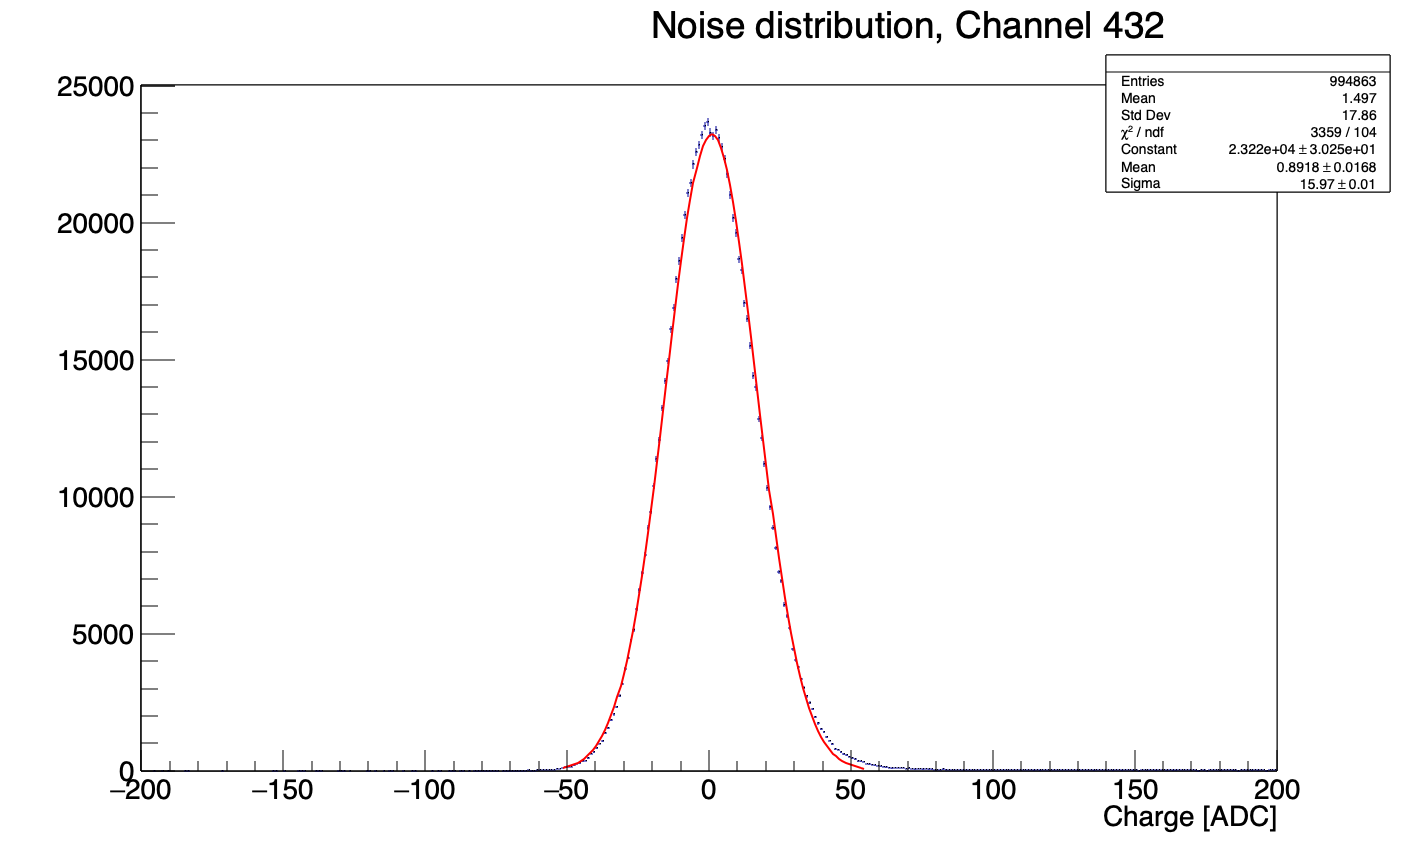 Noise distribution, Channel 432
Entries 994863
Mean 1.497
Std Dev 17.86
χ² / ndf 3359 / 104
Constant 2.322e+04 ± 3.025e+01
Mean 0.8918 ± 0.0168
Sigma 15.97 ± 0.01
25000
20000
15000
10000
5000
0
−200 −150 −100 −50 0 50 100 150 200
Charge [ADC]